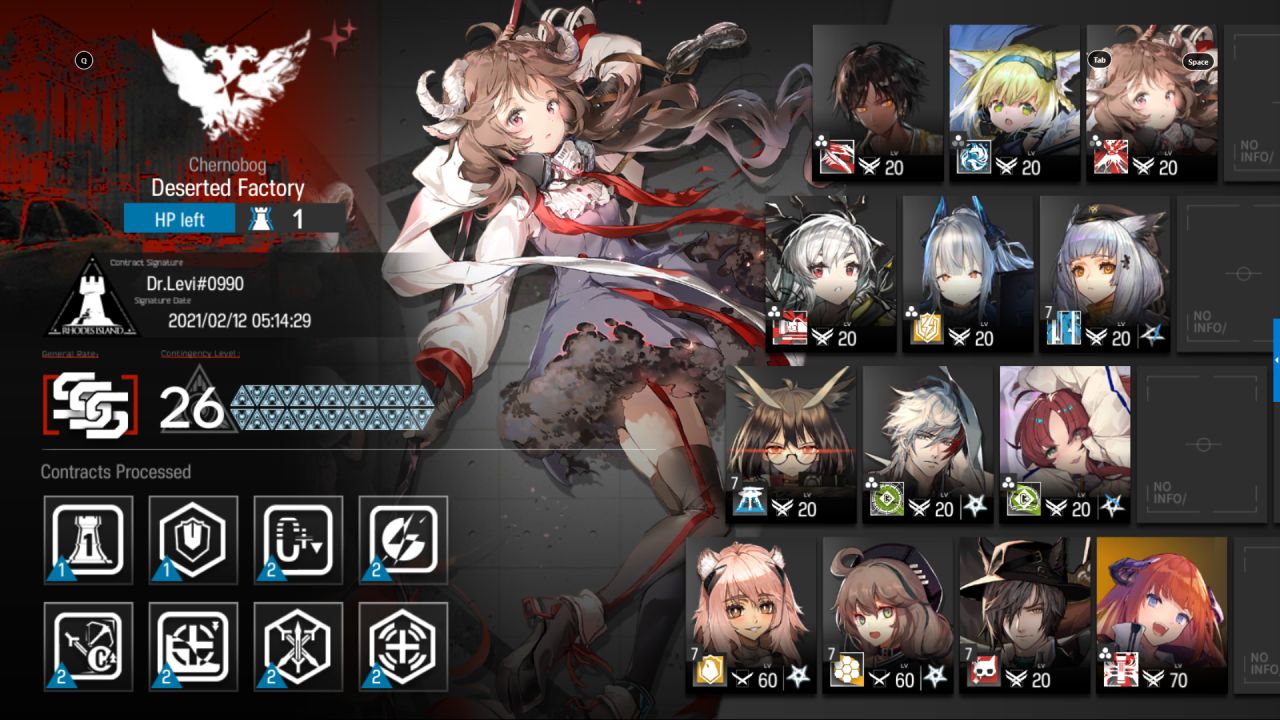 Q
Chernobog
Deserted Factory
HP left 1
Contract Signature
Dr.Levi#0990
Signature Date
2021/02/12 05:14:29
RHODES ISLAND
General Rate:
Contingency Level:
SSS
26
Contracts Processed
1
1
1
2
2
2
2
2
2
LV
20
LV
20
Tab
Space
LV
20
NO
INFO/
LV
20
LV
20
7
LV
20
NO
INFO/
7
LV
20
LV
20
LV
20
NO
INFO/
7
LV
60
7
LV
60
7
LV
20
LV
70
NO
INFO